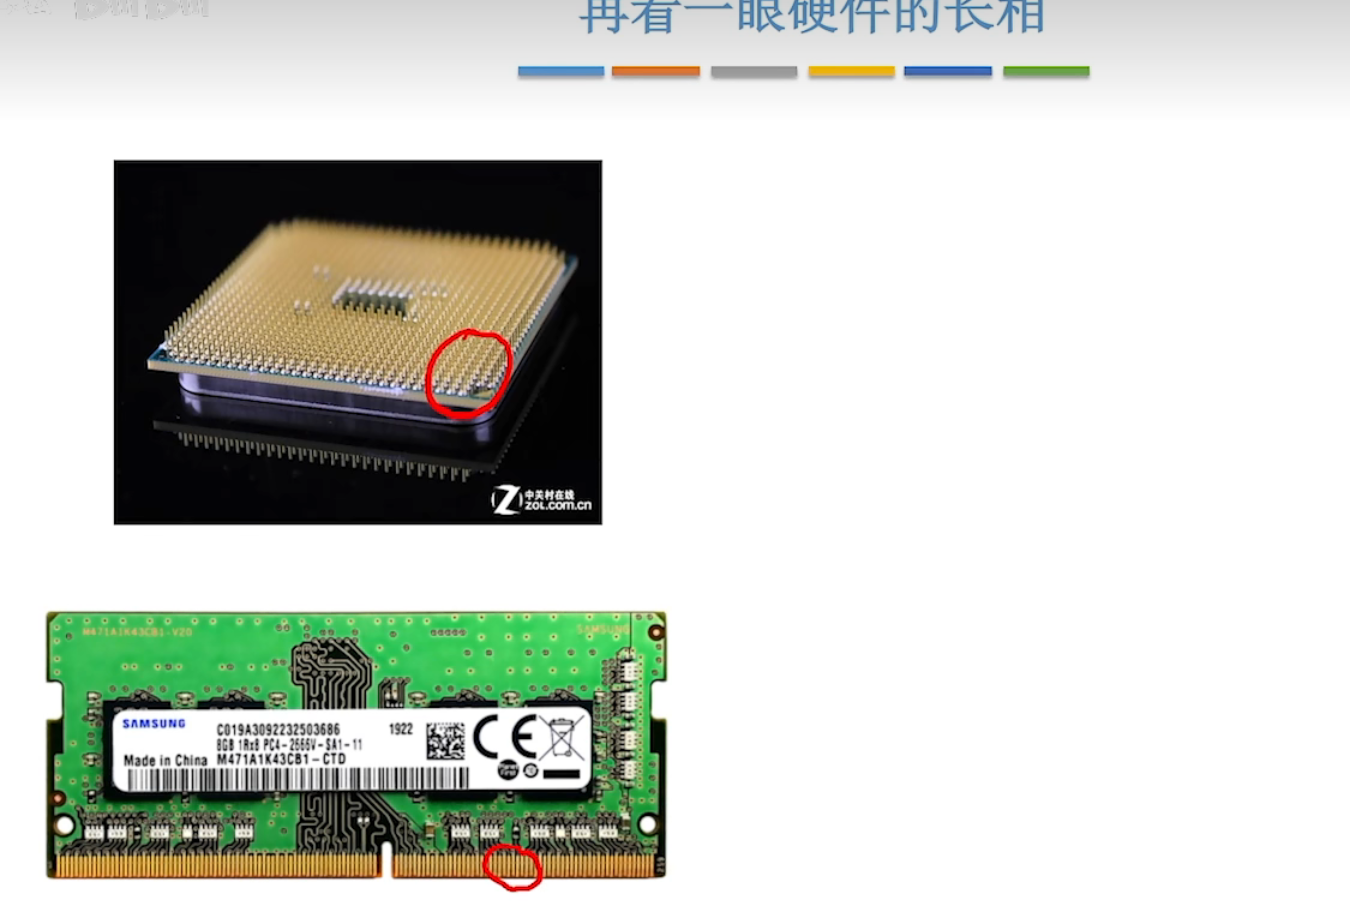 再看一眼硬件的长相
中关村在线
ZOL.COM.CN
M471A1K43CB1-V20
SAMSUNG
SAMSUNG
C019A3092232503686
1922
8GB 1Rx8 PC4-2666V-SA1-11
Made in China
M471A1K43CB1-CTD
CE